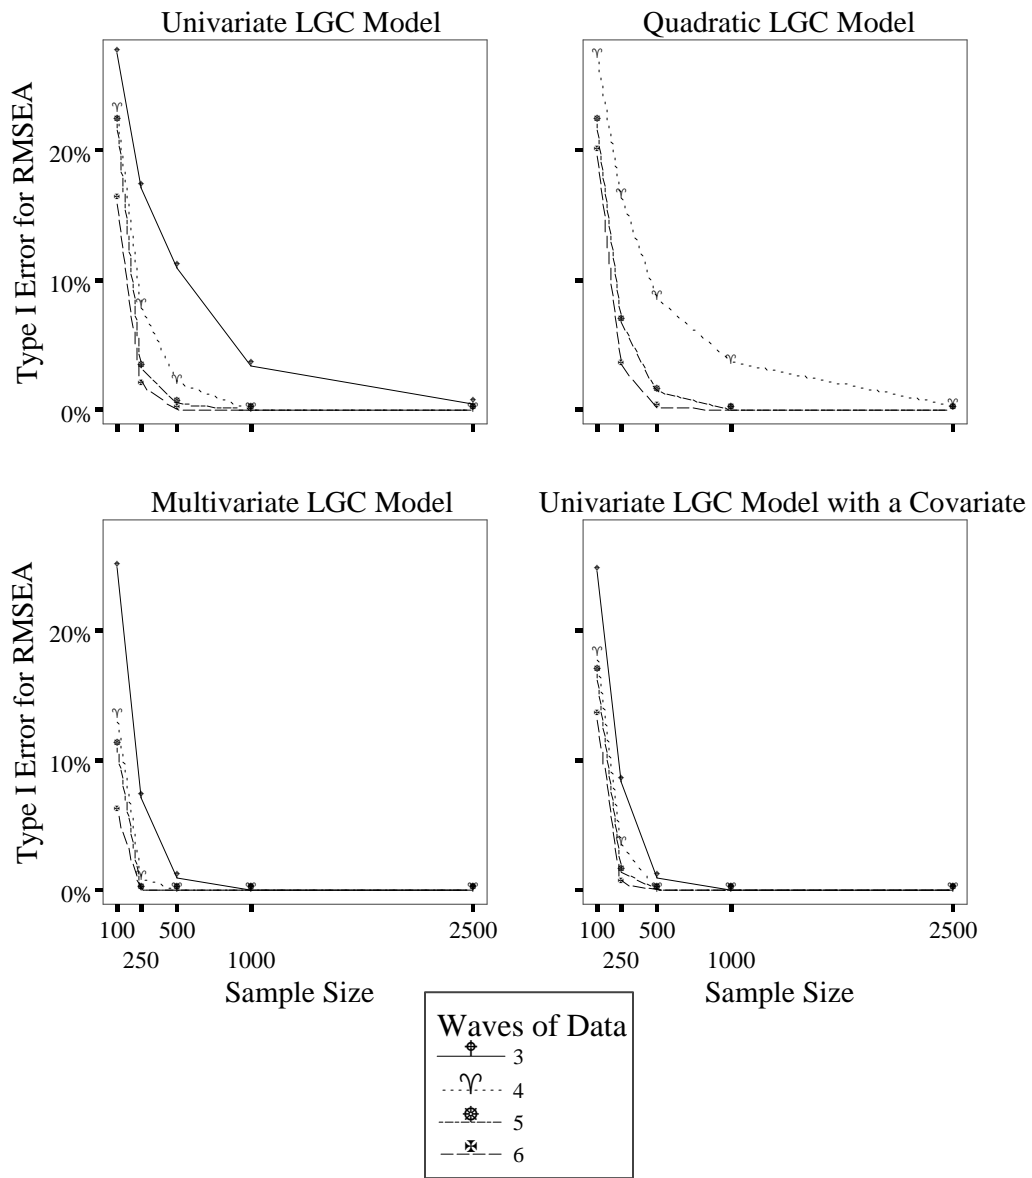 Univariate LGC Model
Quadratic LGC Model
Type I Error for RMSEA
20%
10%
0%
Multivariate LGC Model
Univariate LGC Model with a Covariate
Type I Error for RMSEA
20%
10%
0%
100 500 2500
250 1000
Sample Size
100 500 2500
250 1000
Sample Size
Waves of Data
3
4
5
6